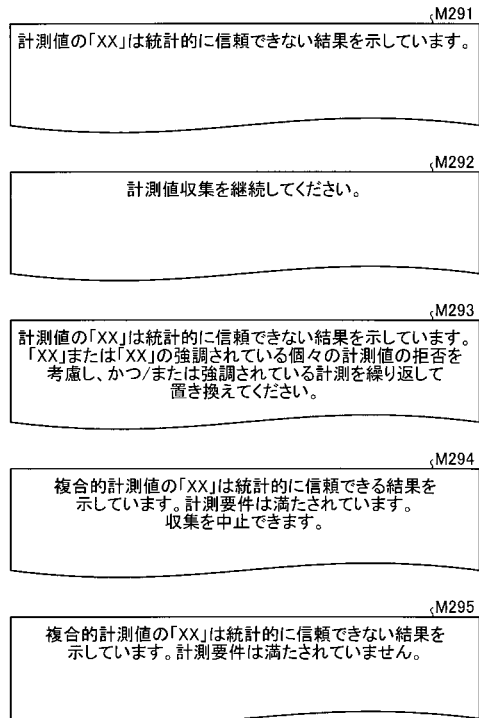 M291
計測値の「XX」は統計的に信頼できない結果を示しています。
M292
計測値収集を継続してください。
M293
計測値の「XX」は統計的に信頼できない結果を示しています。
「XX」または「XX」の強調されている個々の計測値の拒否を
考慮し、かつ/または強調されている計測を繰り返して
置き換えてください。
M294
複合的計測値の「XX」は統計的に信頼できる結果を
示しています。計測要件は満たされています。
収集を中止できます。
M295
複合的計測値の「XX」は統計的に信頼できない結果を
示しています。計測要件は満たされていません。